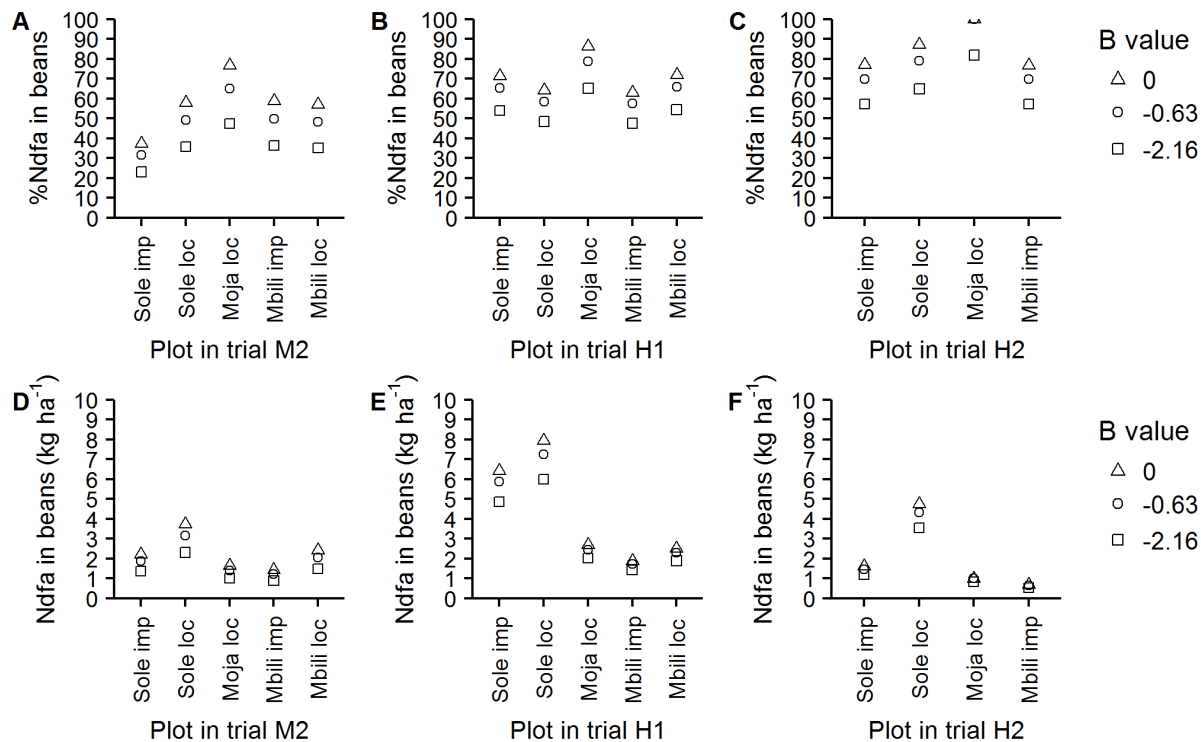 A
%Ndfa in beans
100
90
80
70
60
50
40
30
20
10
0
Sole imp
Sole loc
Moja loc
Mbili imp
Mbili loc
Plot in trial M2
B
%Ndfa in beans
100
90
80
70
60
50
40
30
20
10
0
Sole imp
Sole loc
Moja loc
Mbili imp
Mbili loc
Plot in trial H1
C
%Ndfa in beans
100
90
80
70
60
50
40
30
20
10
0
Sole imp
Sole loc
Moja loc
Mbili imp
Plot in trial H2
B value
0
-0.63
-2.16
D
Ndfa in beans (kg ha⁻¹)
10
9
8
7
6
5
4
3
2
1
0
Sole imp
Sole loc
Moja loc
Mbili imp
Mbili loc
Plot in trial M2
E
Ndfa in beans (kg ha⁻¹)
10
9
8
7
6
5
4
3
2
1
0
Sole imp
Sole loc
Moja loc
Mbili imp
Mbili loc
Plot in trial H1
F
Ndfa in beans (kg ha⁻¹)
10
9
8
7
6
5
4
3
2
1
0
Sole imp
Sole loc
Moja loc
Mbili imp
Plot in trial H2
B value
0
-0.63
-2.16